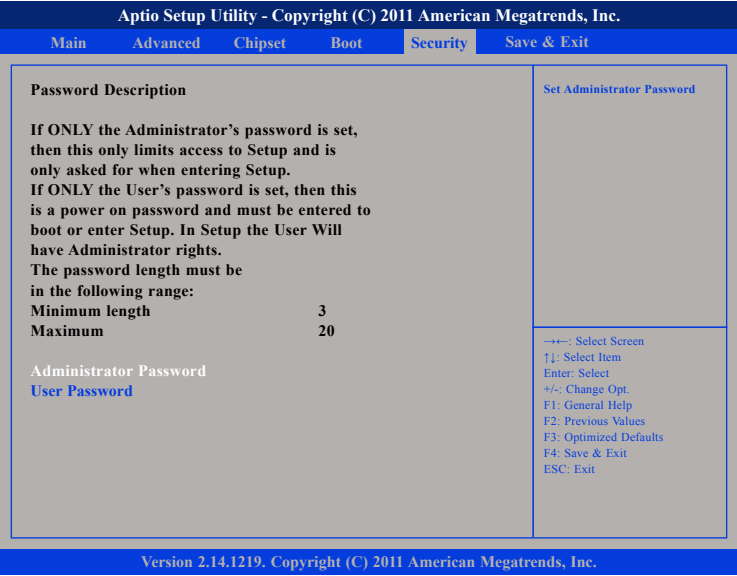 Aptio Setup Utility - Copyright (C) 2011 American Megatrends, Inc.
Main Advanced Chipset Boot Security Save & Exit
Password Description
If ONLY the Administrator’s password is set,
then this only limits access to Setup and is
only asked for when entering Setup.
If ONLY the User’s password is set, then this
is a power on password and must be entered to
boot or enter Setup. In Setup the User Will
have Administrator rights.
The password length must be
in the following range:
Minimum length 3
Maximum 20
Administrator Password
User Password
Set Administrator Password
→←: Select Screen
↑↓: Select Item
Enter: Select
+/-: Change Opt.
F1: General Help
F2: Previous Values
F3: Optimized Defaults
F4: Save & Exit
ESC: Exit
Version 2.14.1219. Copyright (C) 2011 American Megatrends, Inc.